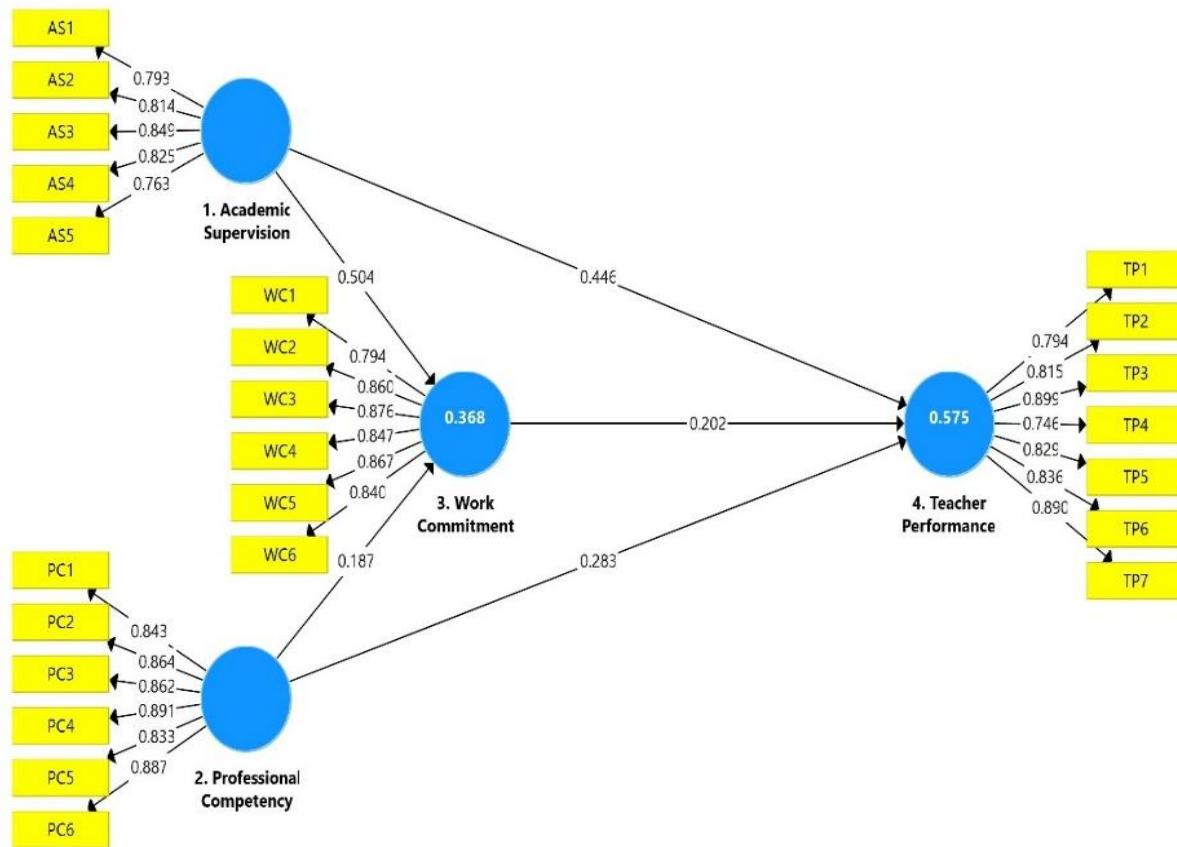 AS1
AS2
AS3
AS4
AS5
0.793
0.814
0.849
0.825
0.763
1. Academic
Supervision
0.504
0.446
WC1
WC2
WC3
WC4
WC5
WC6
0.794
0.860
0.876
0.847
0.867
0.840
0.368
3. Work
Commitment
0.202
0.187
0.283
0.575
4. Teacher
Performance
TP1
TP2
TP3
TP4
TP5
TP6
TP7
0.794
0.815
0.899
0.746
0.829
0.836
0.890
PC1
PC2
PC3
PC4
PC5
PC6
0.843
0.864
0.862
0.891
0.833
0.887
2. Professional
Competency